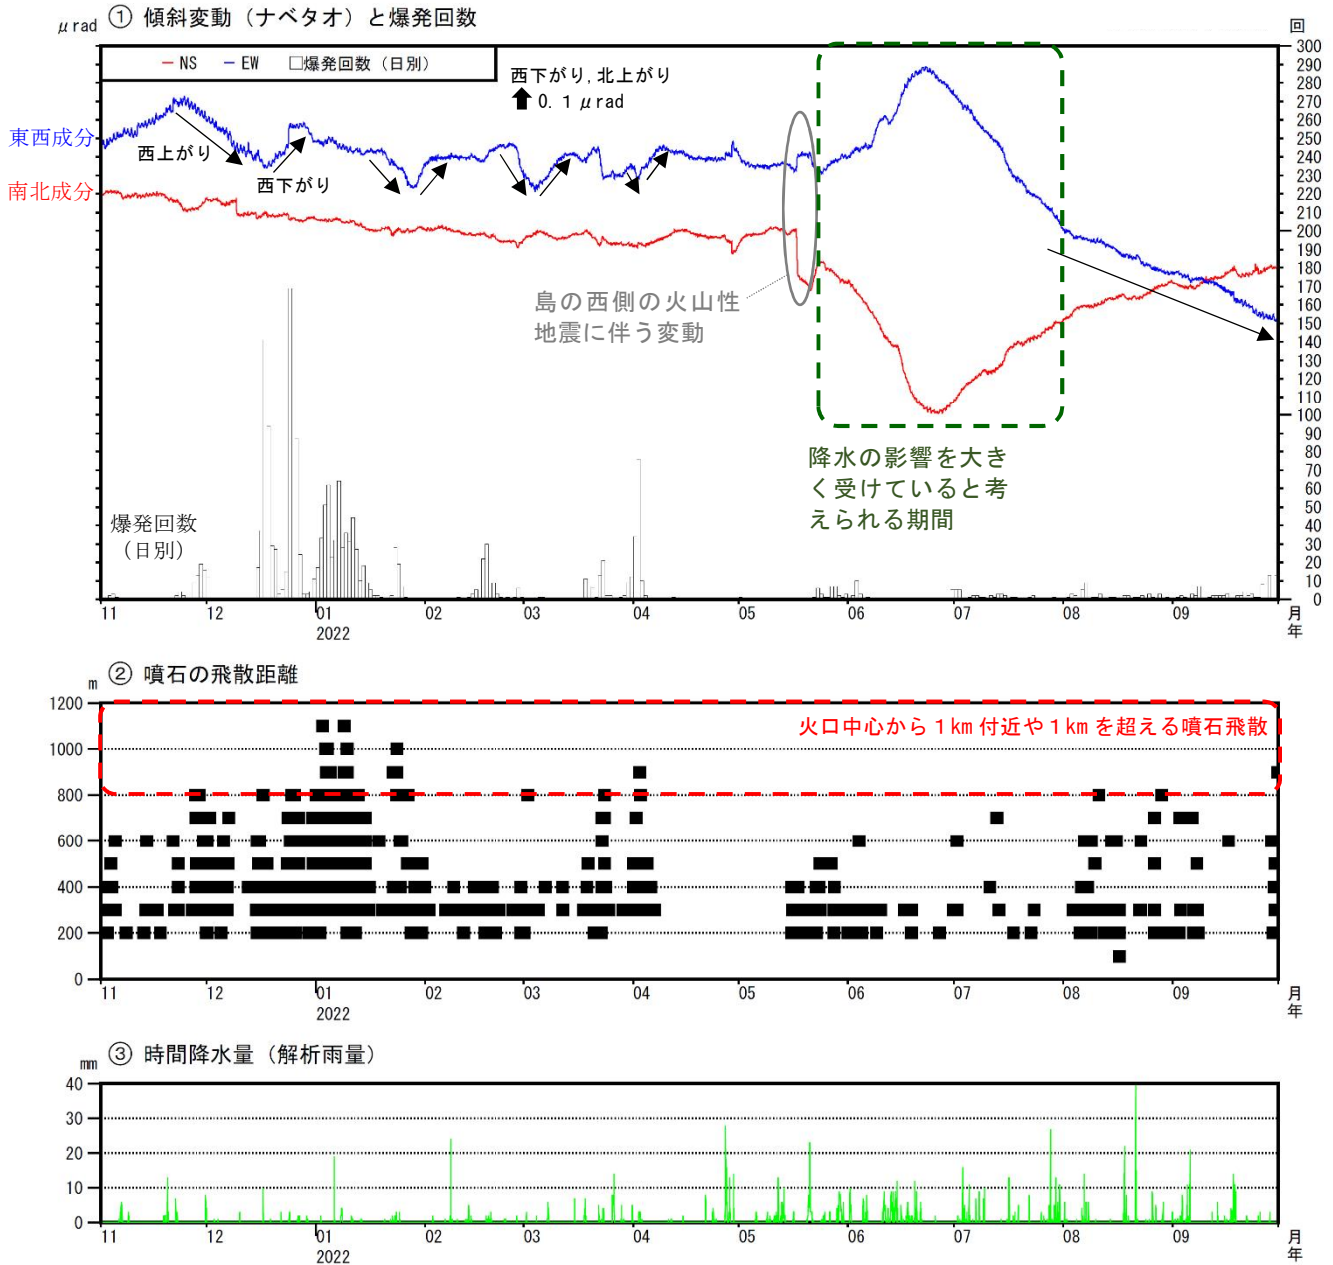 ① 傾斜変動（ナベタオ）と爆発回数
μrad
回
NS EW □爆発回数（日別）
西下がり,北上がり
0.1μrad
東西成分
南北成分
西上がり
西下がり
島の西側の火山性
地震に伴う変動
降水の影響を大き
く受けていると考
えられる期間
爆発回数
（日別）
300
290
280
270
260
250
240
230
220
210
200
190
180
170
160
150
140
130
120
110
100
90
80
70
60
50
40
30
20
10
0
11 12 01 02 03 04 05 06 07 08 09 月
2022 年
② 噴石の飛散距離
m
火口中心から1km付近や1kmを超える噴石飛散
1200
1000
800
600
400
200
0
11 12 01 02 03 04 05 06 07 08 09 月
2022 年
③ 時間降水量（解析雨量）
mm
40
30
20
10
0
11 12 01 02 03 04 05 06 07 08 09 月
2022 年